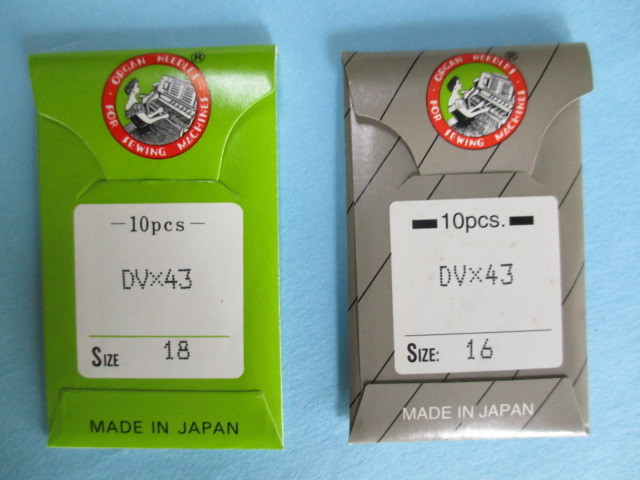 ORGAN NEEDLES
FOR SEWING MACHINES
®
-10pcs-
DV×43
SIZE 18
MADE IN JAPAN
ORGAN NEEDLES
FOR SEWING MACHINES
®
10pcs.
DV×43
SIZE: 16
MADE IN JAPAN